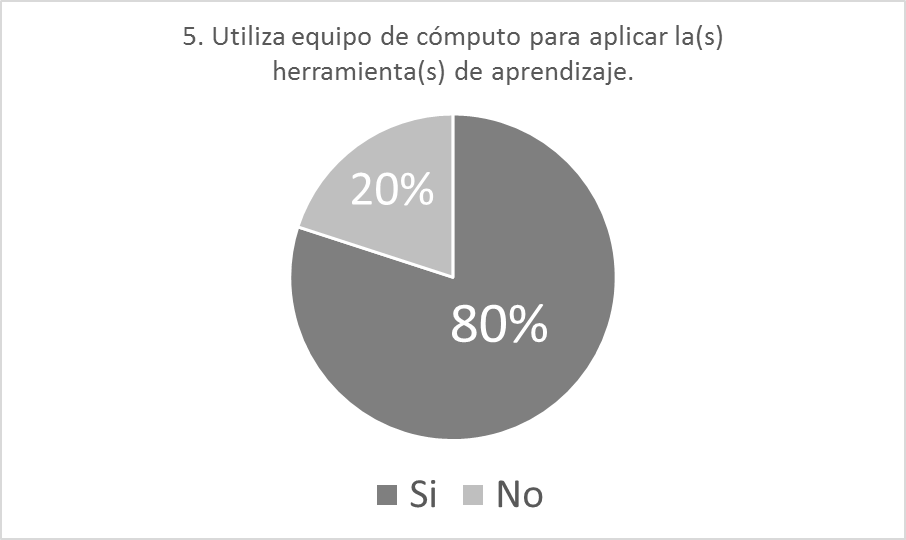 5. Utiliza equipo de cómputo para aplicar la(s)
herramienta(s) de aprendizaje.
20%
80%
Si No